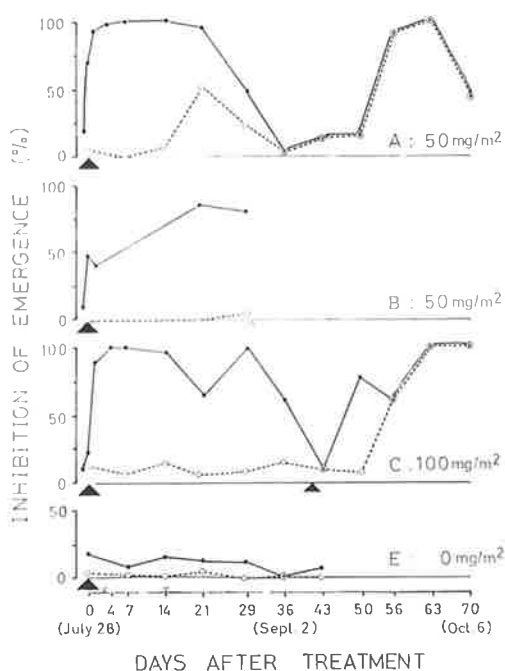 INHIBITION OF EMERGENCE (%)
100
50
0
A : 50 mg/m²
100
50
0
B : 50 mg/m²
100
50
0
C . 100 mg/m²
50
0
E : 0 mg/m²
0 4 7 14 21 29 36 43 50 56 63 70
(July 28) (Sept. 2) (Oct. 6)
DAYS AFTER TREATMENT